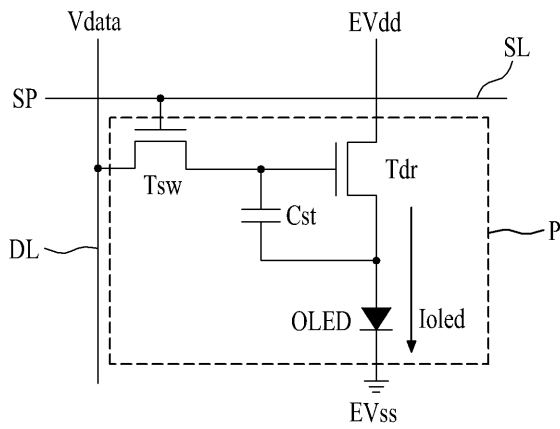 Vdata
EVdd
SL
SP
Tsw
Tdr
Cst
DL
P
OLED
Ioled
EVss